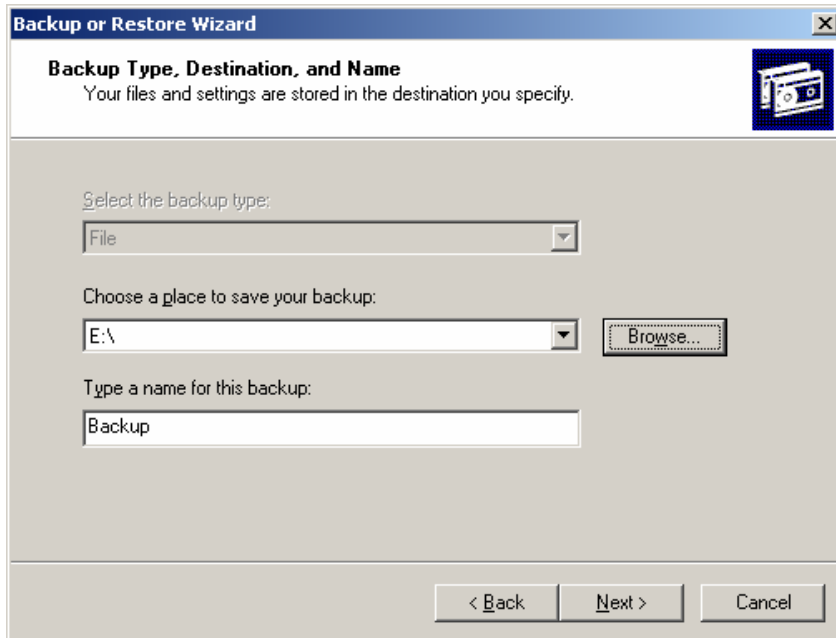 Backup or Restore Wizard
Backup Type, Destination, and Name
Your files and settings are stored in the destination you specify.
Select the backup type:
File
Choose a place to save your backup:
E:\
Browse...
Type a name for this backup:
Backup
< Back Next > Cancel